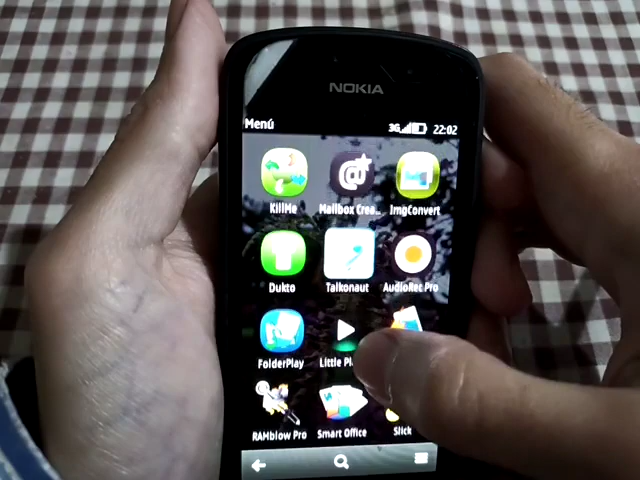 NOKIA
Menú 3G 22:02
KillMe Mailbox Crea... ImgConvert
Dukto Talkonaut AudioRec Pro
FolderPlay Little Pl
RAMblow Pro Smart Office Slick